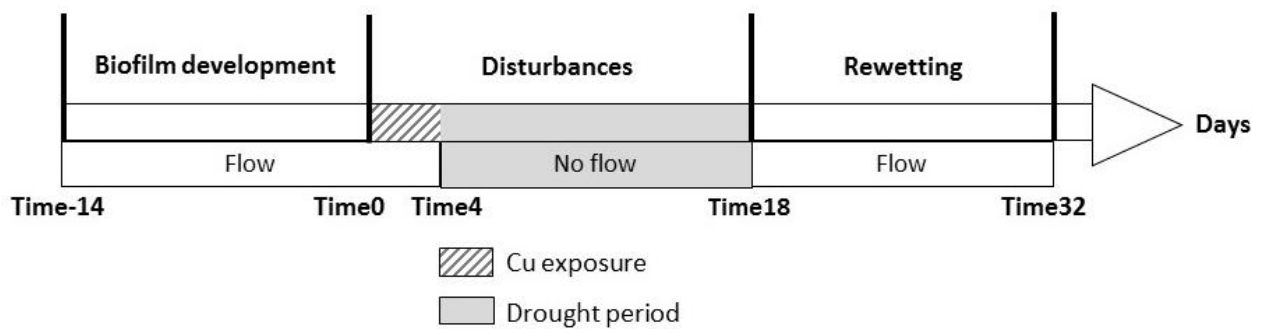 Biofilm development Disturbances Rewetting
Days
Flow No flow Flow
Time-14 Time0 Time4 Time18 Time32
Cu exposure
Drought period